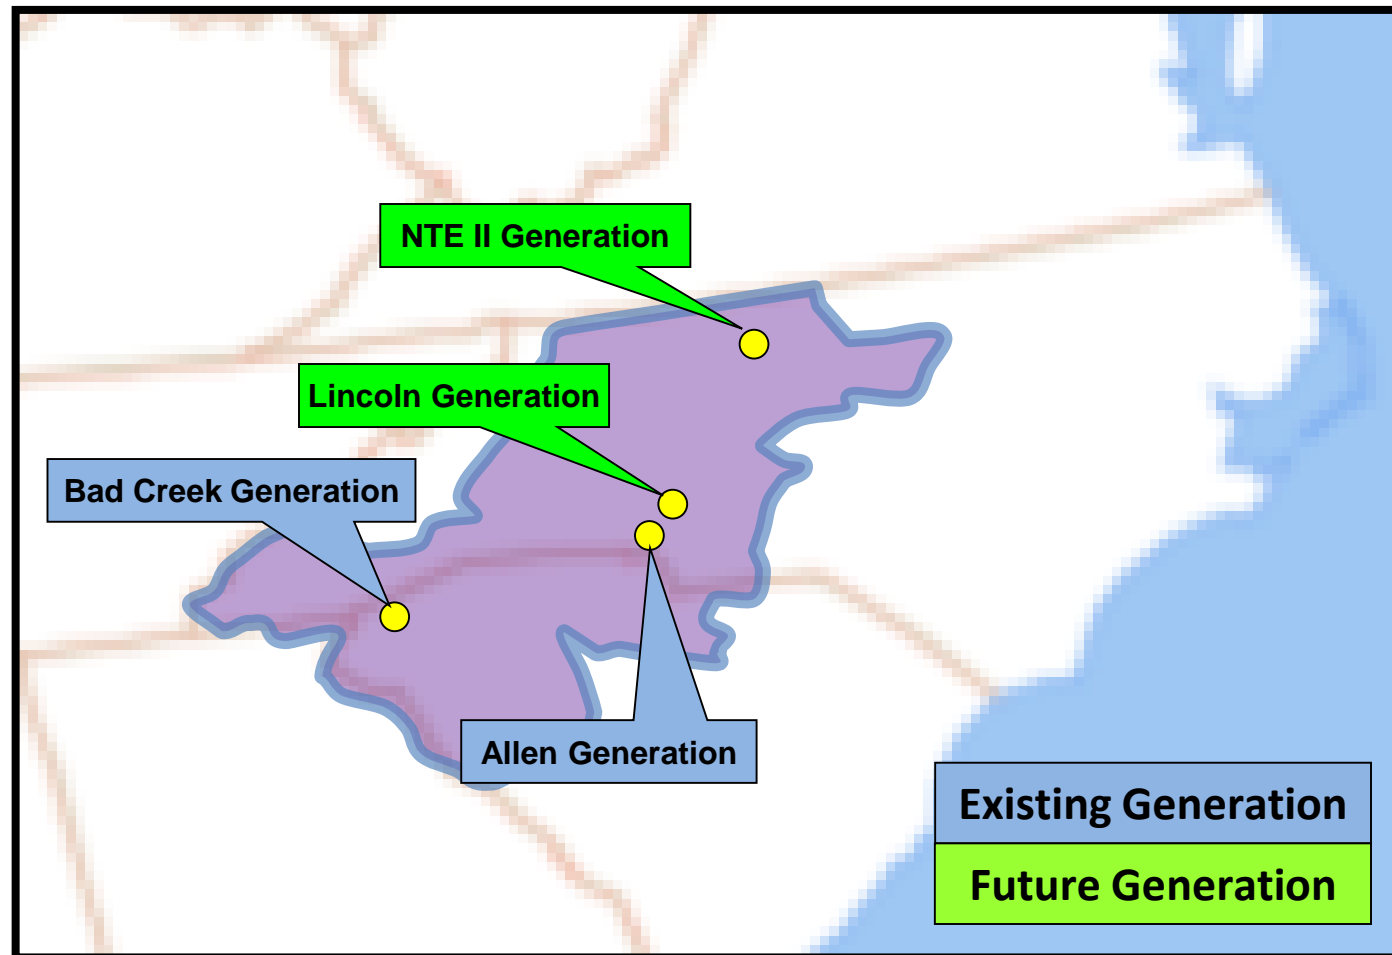 NTE II Generation
Lincoln Generation
Bad Creek Generation
Allen Generation
Existing Generation
Future Generation